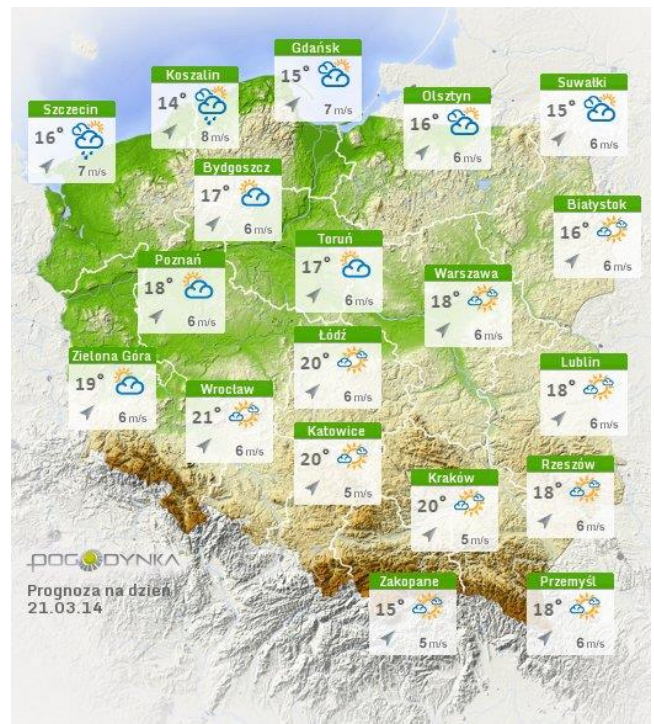 Gdańsk
15°
7 m/s
Koszalin
14°
8 m/s
Suwałki
15°
6 m/s
Olsztyn
16°
6 m/s
Szczecin
16°
7 m/s
Bydgoszcz
17°
6 m/s
Białystok
16°
6 m/s
Toruń
17°
6 m/s
Poznań
18°
6 m/s
Warszawa
18°
6 m/s
Łódź
20°
6 m/s
Zielona Góra
19°
6 m/s
Lublin
18°
6 m/s
Wrocław
21°
6 m/s
Katowice
20°
5 m/s
Rzeszów
18°
6 m/s
Kraków
20°
5 m/s
POGODYNKA
Prognoza na dzień
21.03.14
Zakopane
15°
5 m/s
Przemyśl
18°
6 m/s